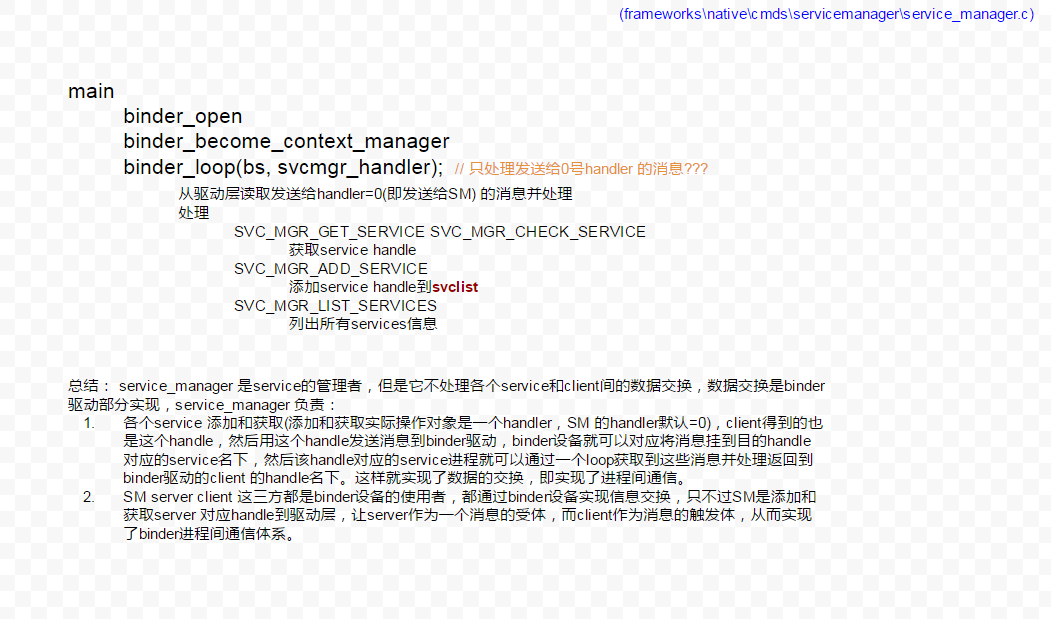 (frameworks\native\cmds\servicemanager\service_manager.c)
main
binder_open
binder_become_context_manager
binder_loop(bs, svcmgr_handler); // 只处理发送给0号handler 的消息???
从驱动层读取发送给handler=0(即发送给SM) 的消息并处理
处理
SVC_MGR_GET_SERVICE SVC_MGR_CHECK_SERVICE
获取service handle
SVC_MGR_ADD_SERVICE
添加service handle到svclist
SVC_MGR_LIST_SERVICES
列出所有services信息
总结： service_manager 是service的管理者，但是它不处理各个service和client间的数据交换，数据交换是binder
驱动部分实现，service_manager 负责：
1. 各个service 添加和获取(添加和获取实际操作对象是一个handler，SM 的handler默认=0)，client得到的也
是这个handle，然后用这个handle发送消息到binder驱动，binder设备就可以对应将消息挂到目的handle
对应的service名下，然后该handle对应的service进程就可以通过一个loop获取到这些消息并处理返回到
binder驱动的client 的handle名下。这样就实现了数据的交换，即实现了进程间通信。
2. SM server client 这三方都是binder设备的使用者，都通过binder设备实现信息交换，只不过SM是添加和
获取server 对应handle到驱动层，让server作为一个消息的受体，而client作为消息的触发体，从而实现
了binder进程间通信体系。